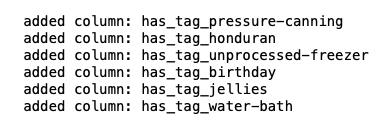 added column: has_tag_pressure-canning
added column: has_tag_honduran
added column: has_tag_unprocessed-freezer
added column: has_tag_birthday
added column: has_tag_jellies
added column: has_tag_water-bath